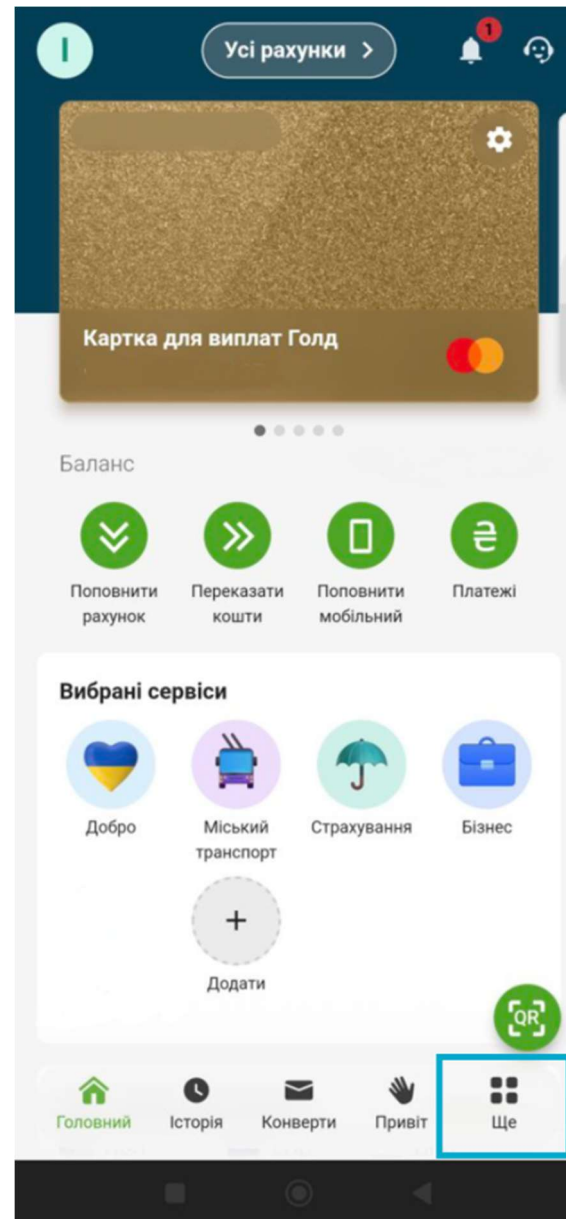 І
Усі рахунки >
1
Картка для виплат Голд
Баланс
Поповнити рахунок
Переказати кошти
Поповнити мобільний
Платежі
Вибрані сервіси
Добро
Міський транспорт
Страхування
Бізнес
+
Додати
QR
Головний
Історія
Конверти
Привіт
Ще